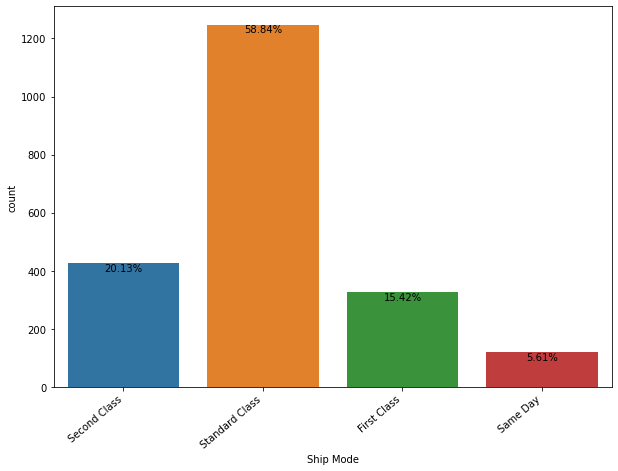 1200
1000
800
600
400
200
0
count
58.84%
20.13%
15.42%
5.61%
Second Class
Standard Class
First Class
Same Day
Ship Mode